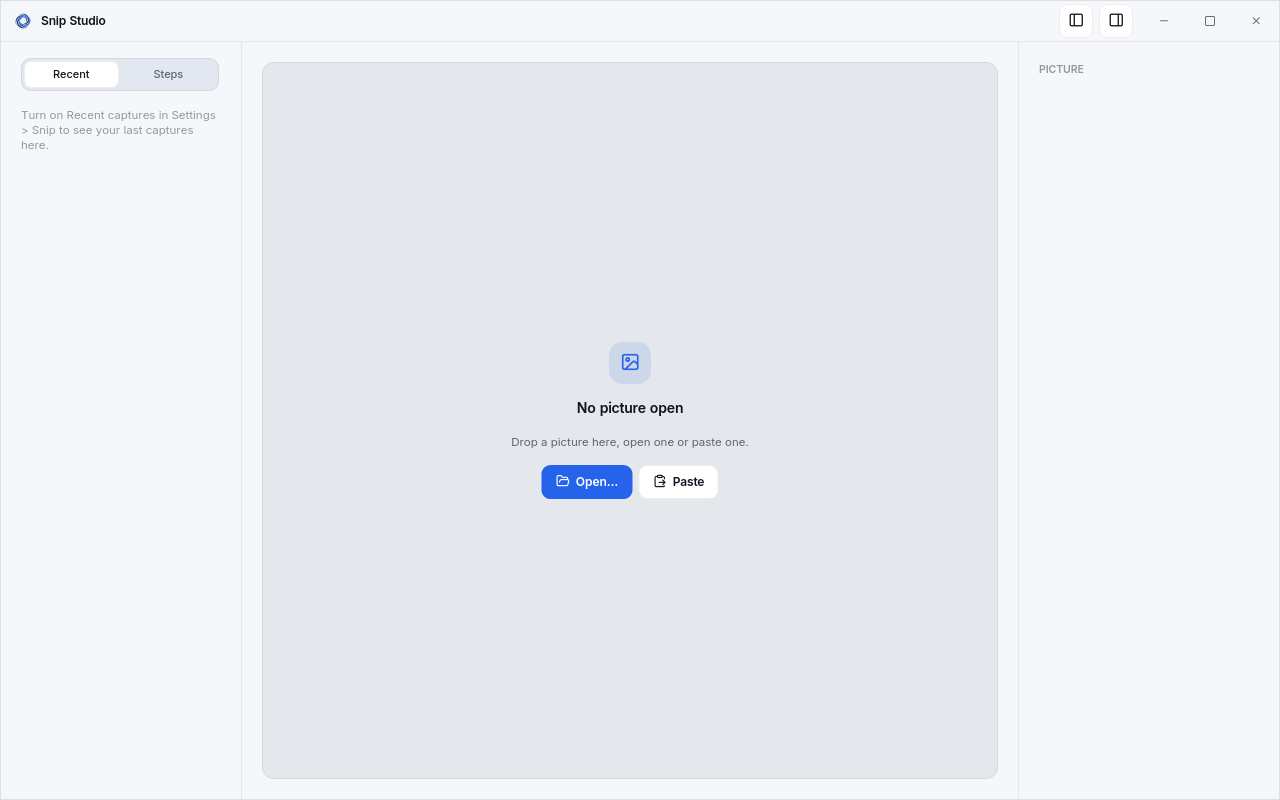 Snip Studio
Recent
Steps
Turn on Recent captures in Settings
> Snip to see your last captures
here.
No picture open
Drop a picture here, open one or paste one.
Open...
Paste
PICTURE